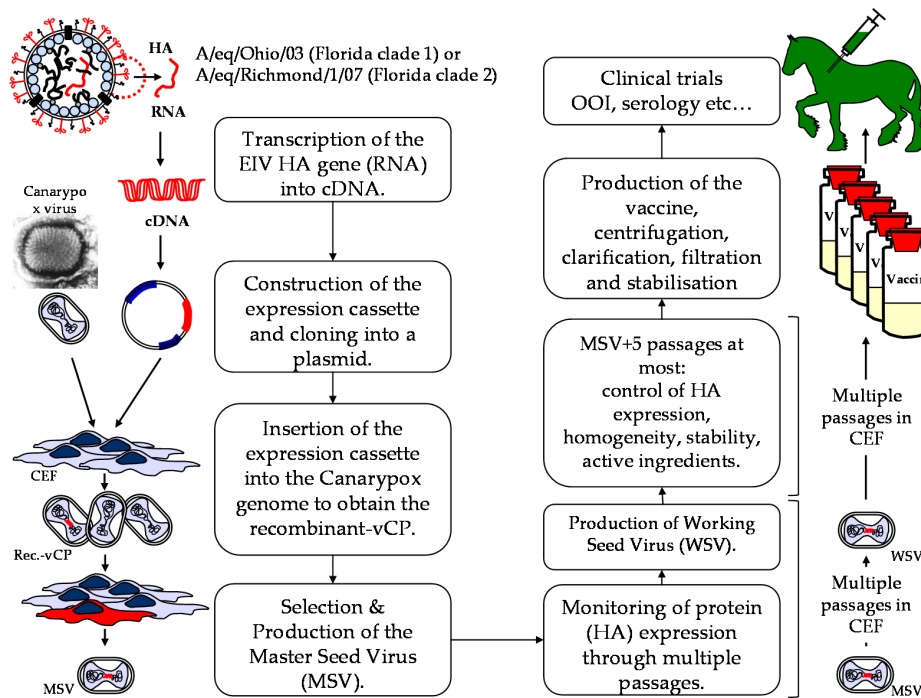 HA
A/eq/Ohio/03 (Florida clade 1) or
A/eq/Richmond/1/07 (Florida clade 2)
RNA
Canarypo
x virus
cDNA
CEF
Rec.-vCP
MSV
Transcription of the
EIV HA gene (RNA)
into cDNA.
Construction of the
expression cassette
and cloning into a
plasmid.
Insertion of the
expression cassette
into the Canarypox
genome to obtain the
recombinant-vCP.
Selection &
Production of the
Master Seed Virus
(MSV).
Monitoring of protein
(HA) expression
through multiple
passages.
Production of Working
Seed Virus (WSV).
MSV+5 passages at
most:
control of HA
expression,
homogeneity, stability,
active ingredients.
Production of the
vaccine,
centrifugation,
clarification, filtration
and stabilisation
Clinical trials
OOI, serology etc…
V
V
V
V
Vaccin
Multiple
passages in
CEF
WSV
Multiple
passages in
CEF
MSV